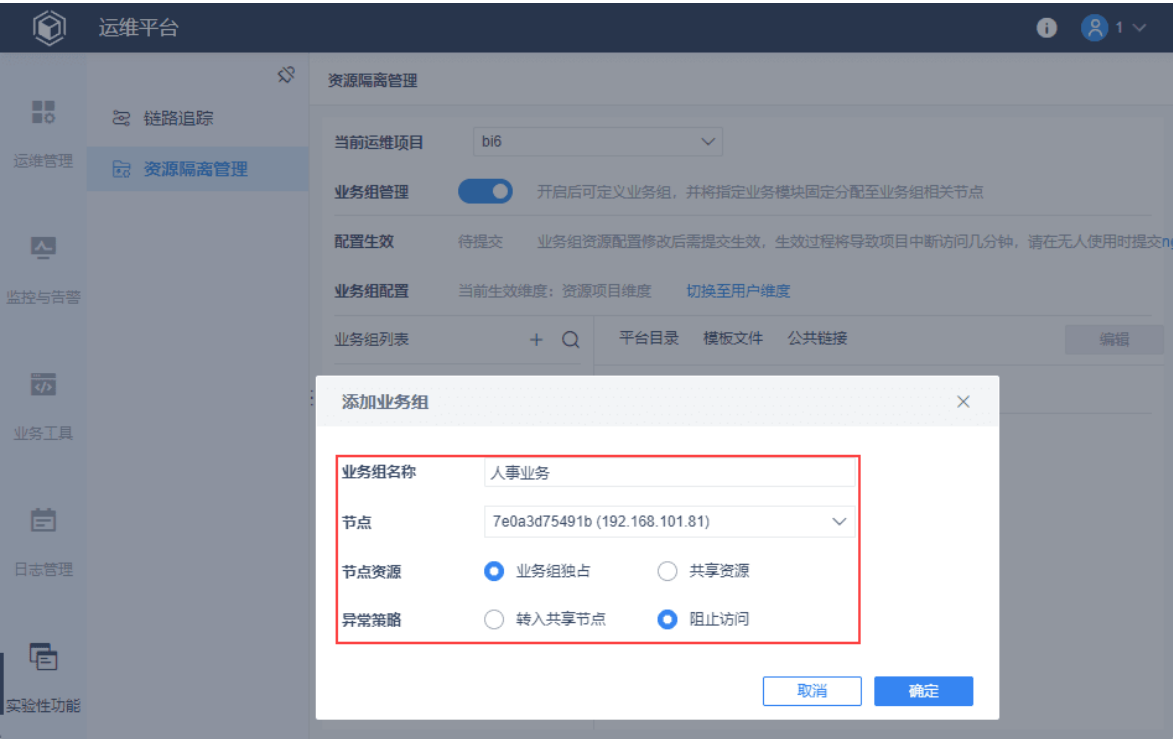 运维平台
1
运维管理
监控与告警
业务工具
日志管理
实验性功能
链路追踪
资源隔离管理
资源隔离管理
当前运维项目 bi6
业务组管理 开启后可定义业务组，并将指定业务模块固定分配至业务组相关节点
配置生效 待提交 业务组资源配置修改后需提交生效，生效过程将导致项目中断访问几分钟，请在无人使用时提交
业务组配置 当前生效维度：资源项目维度 切换至用户维度
业务组列表 平台目录 模板文件 公共链接 编辑
添加业务组
业务组名称 人事业务
节点 7e0a3d75491b (192.168.101.81)
节点资源 业务组独占 共享资源
异常策略 转入共享节点 阻止访问
取消 确定